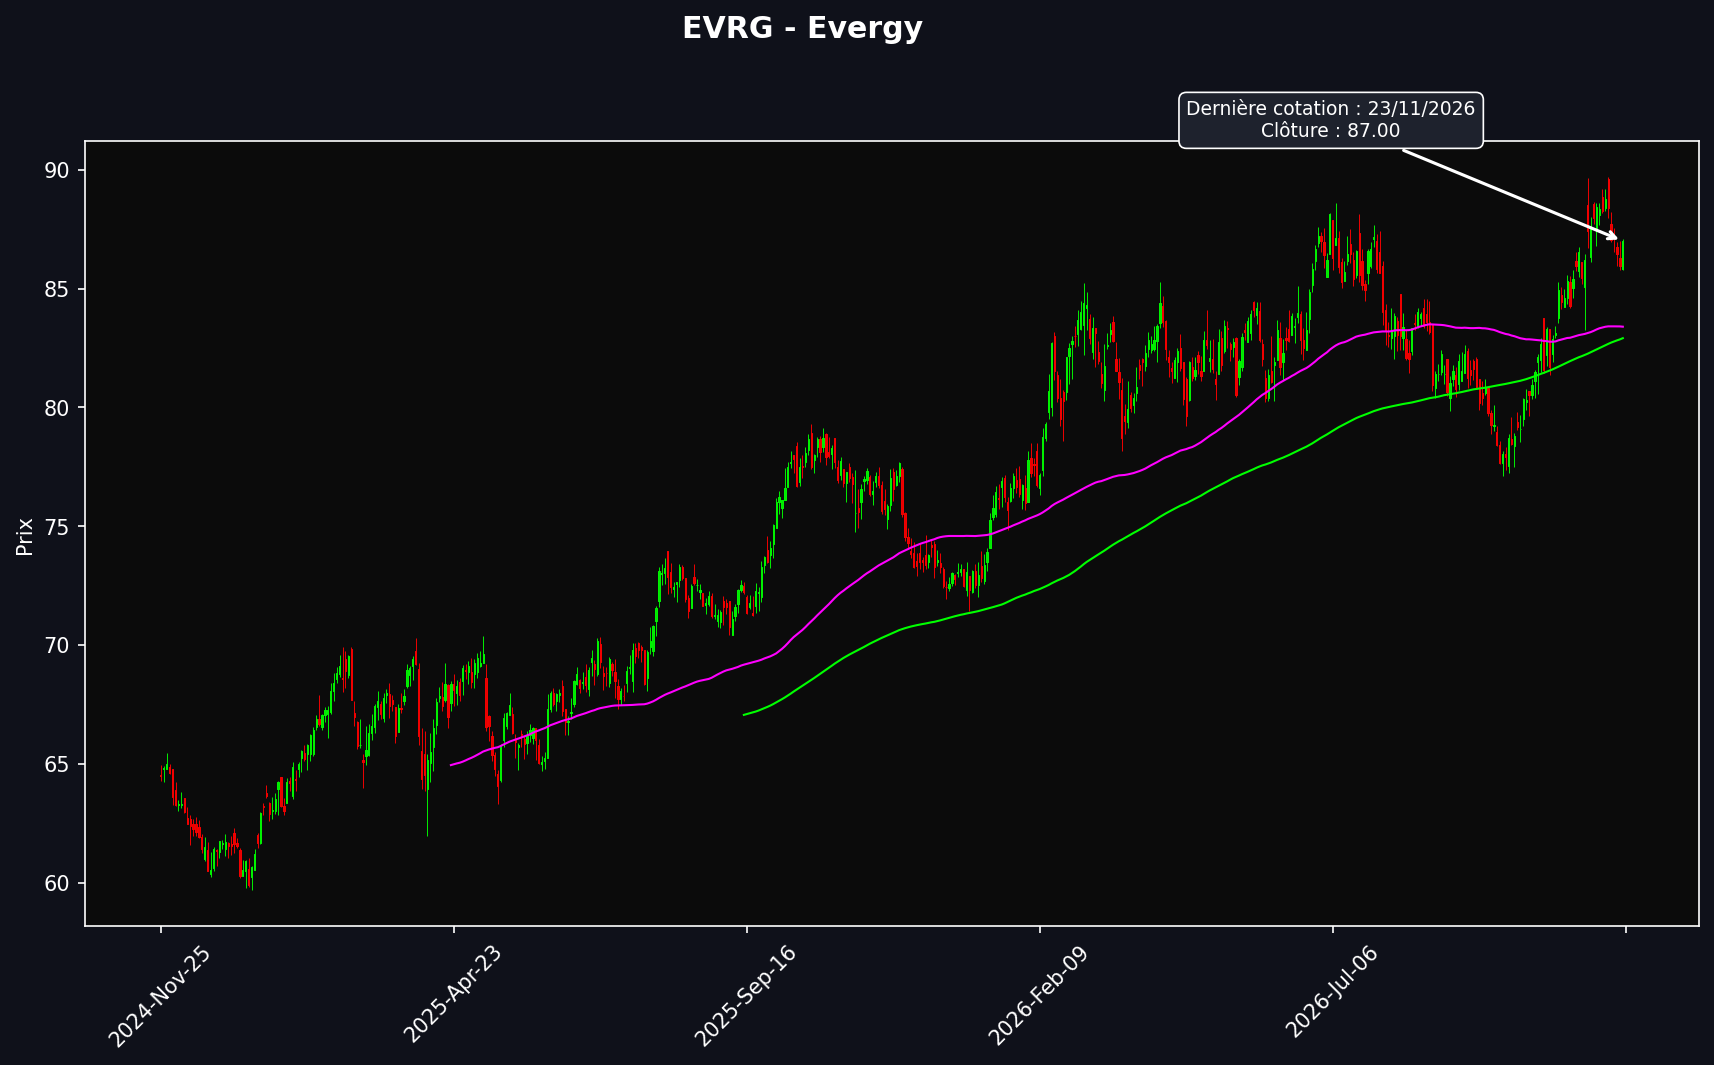 EVRG - Evergy
Dernière cotation : 23/11/2026
Clôture : 87.00
90
85
80
75
70
65
60
Prix
2024-Nov-25
2025-Apr-23
2025-Sep-16
2026-Feb-09
2026-Jul-06